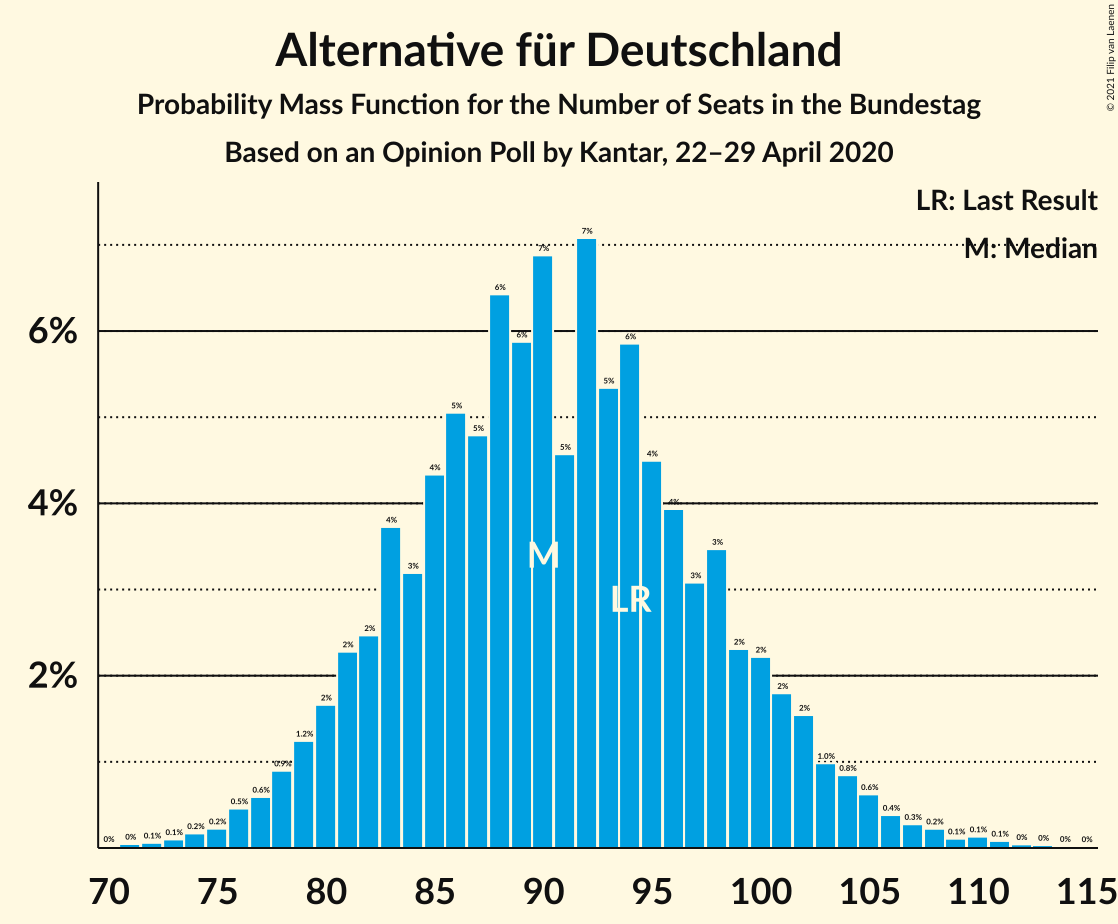 Alternative für Deutschland
Probability Mass Function for the Number of Seats in the Bundestag
Based on an Opinion Poll by Kantar, 22–29 April 2020
© 2021 Filip van Laenen
LR: Last Result
M: Median
6%
4%
2%
0% 0% 0.1% 0.1% 0.2% 0.2% 0.5% 0.6% 0.9% 1.2% 2% 2% 2% 4% 3% 4% 5% 5% 6% 6% 7% 5% 7% 5% 6% 4% 4% 3% 3% 2% 2% 2% 2% 1.0% 0.8% 0.6% 0.4% 0.3% 0.2% 0.1% 0.1% 0.1% 0% 0% 0% 0%
M
LR
70 75 80 85 90 95 100 105 110 115